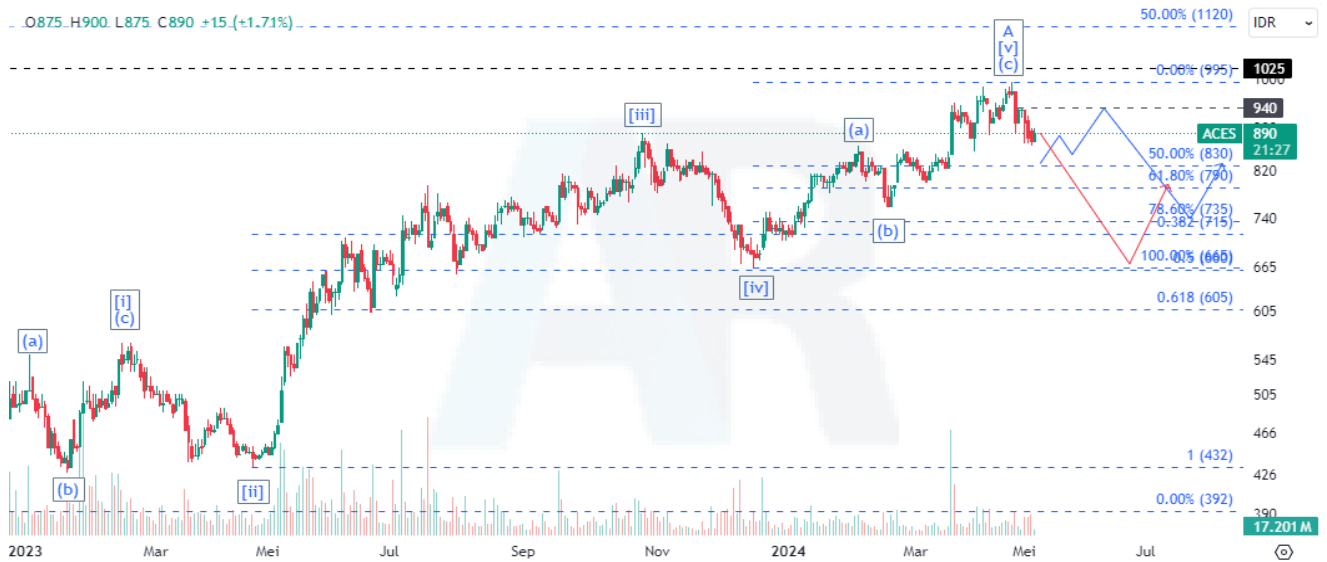 O875 H900 L875 C890 +15 (+1.71%)
50.00% (1120)
IDR
A
[v]
(c)
0.00% (995)
1025
1000
940
[iii]
(a)
ACES 890
21:27
50.00% (830)
820
61.80% (790)
78.60% (735)
0.382 (715)
740
(b)
100.00% (665)
665
[iv]
0.618 (605)
605
[i]
(c)
(a)
545
505
466
1 (432)
426
(b)
[ii]
0.00% (392)
390
17.201 M
2023 Mar Mei Jul Sep Nov 2024 Mar Mei Jul
AR